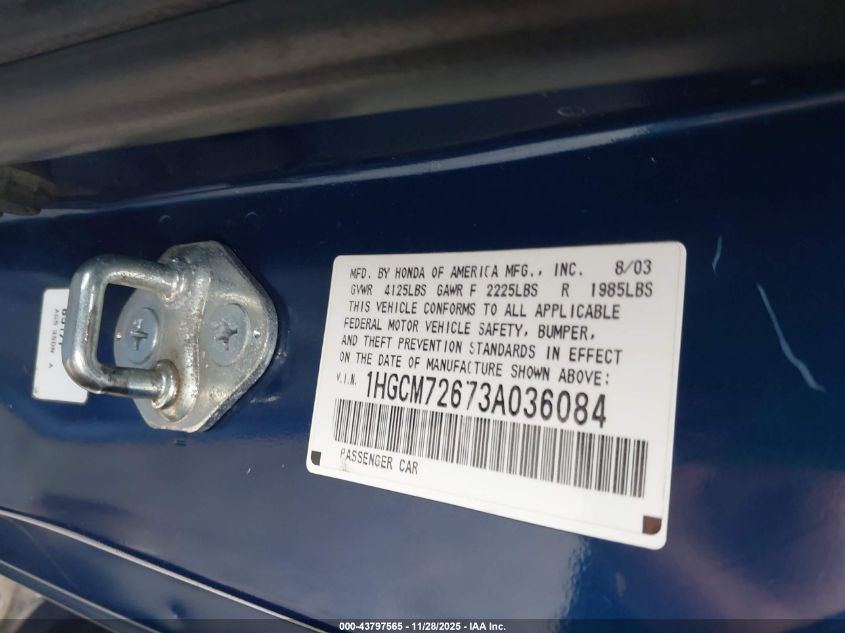 MFD. BY HONDA OF AMERICA MFG., INC. 8/03
GVWR 4125LBS GAWR F 2225LBS R 1985LBS
THIS VEHICLE CONFORMS TO ALL APPLICABLE
FEDERAL MOTOR VEHICLE SAFETY, BUMPER,
AND THEFT PREVENTION STANDARDS IN EFFECT
ON THE DATE OF MANUFACTURE SHOWN ABOVE:
V.I.N. 1HGCM72673A036084
PASSENGER CAR
000-43797565 - 11/28/2025 - IAA Inc.